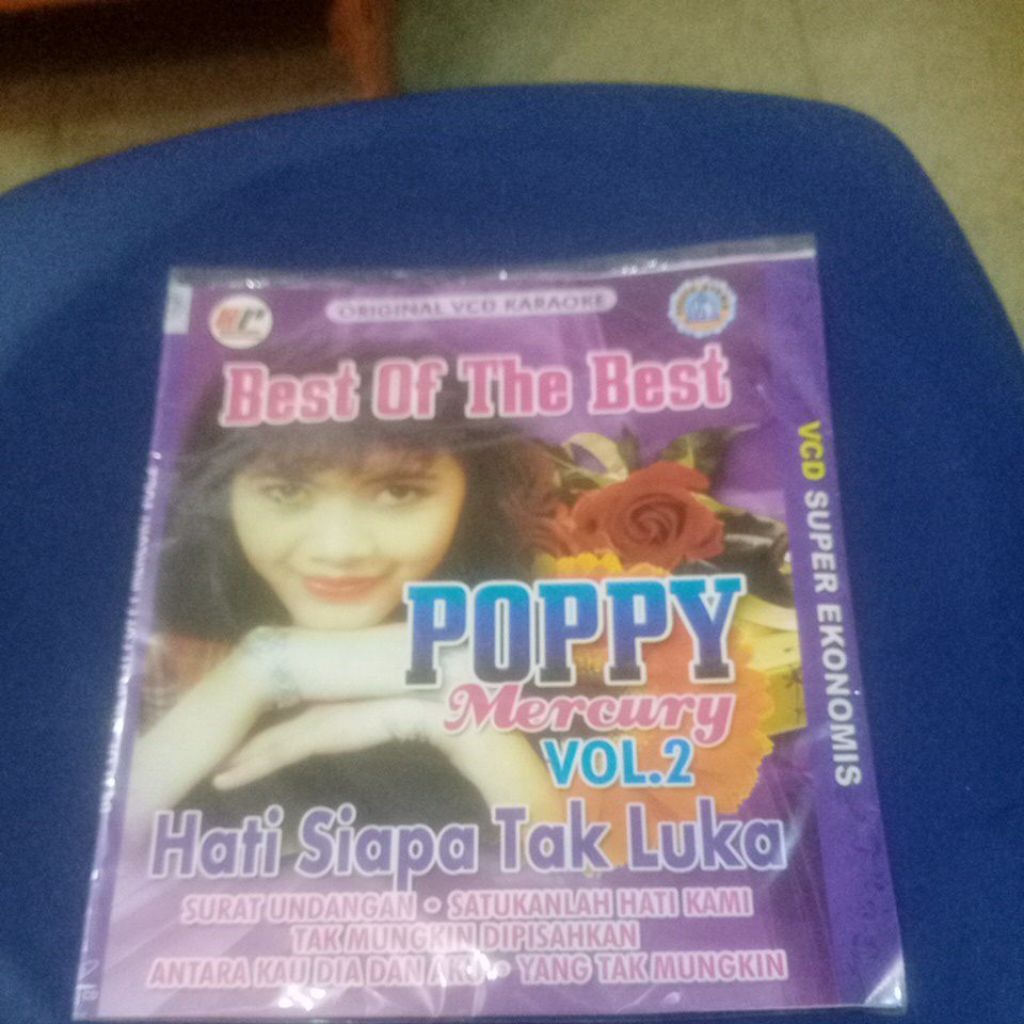 ORIGINAL VCD KARAOKE
Best Of The Best
POPPY
Mercury
VOL.2
Hati Siapa Tak Luka
SURAT UNDANGAN • SATUKANLAH HATI KAMI
TAK MUNGKIN DIPISAHKAN
ANTARA KAU DIA DAN AKU • YANG TAK MUNGKIN
VCD SUPER EKONOMIS